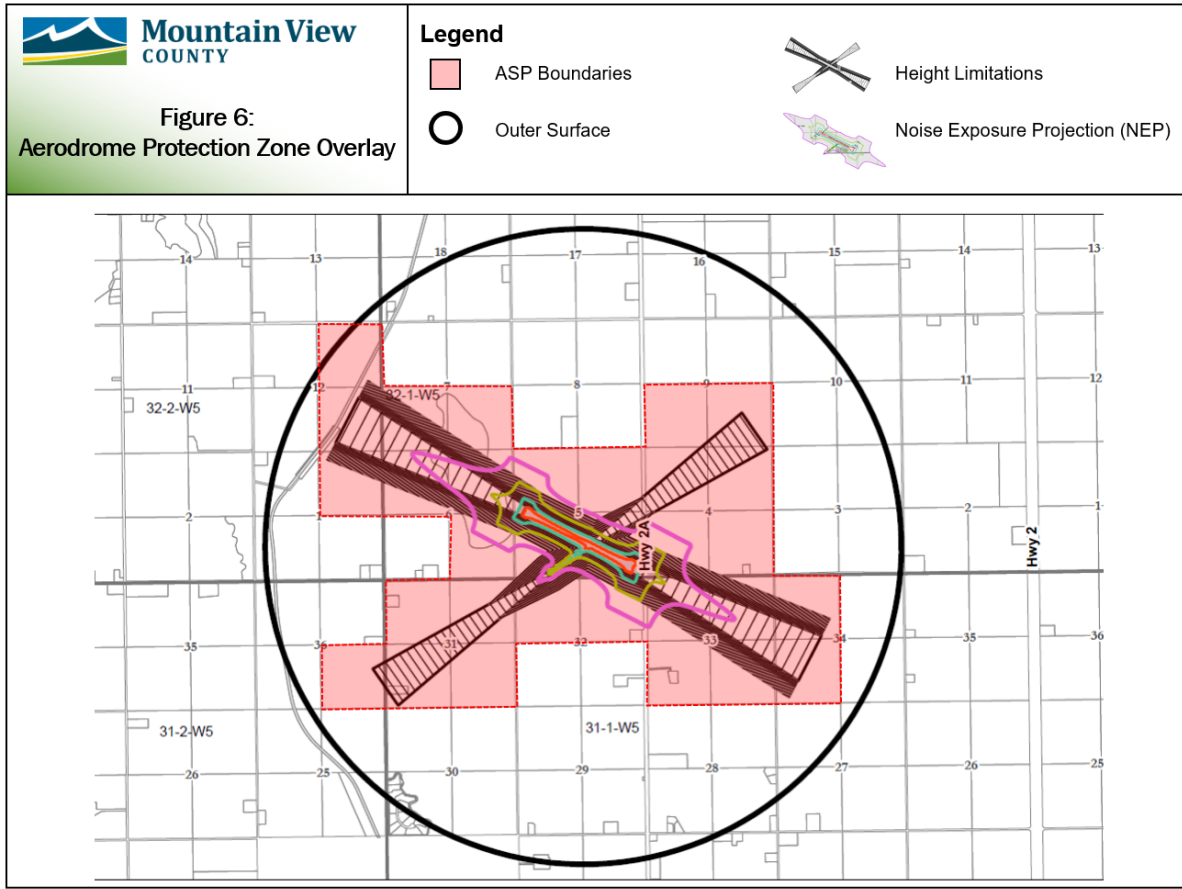 Mountain View
COUNTY
Figure 6:
Aerodrome Protection Zone Overlay
Legend
ASP Boundaries
Height Limitations
Outer Surface
Noise Exposure Projection (NEP)
14 13 18 17 16 15 14 13
11 12 7 8 9 10 11 12
32-2-W5 32-1-W5
2 1 6 5 4 3 2 1
Hwy 2A Hwy 2
35 36 31 32 33 34 35 36
31-2-W5 31-1-W5
26 25 30 29 28 27 26 25